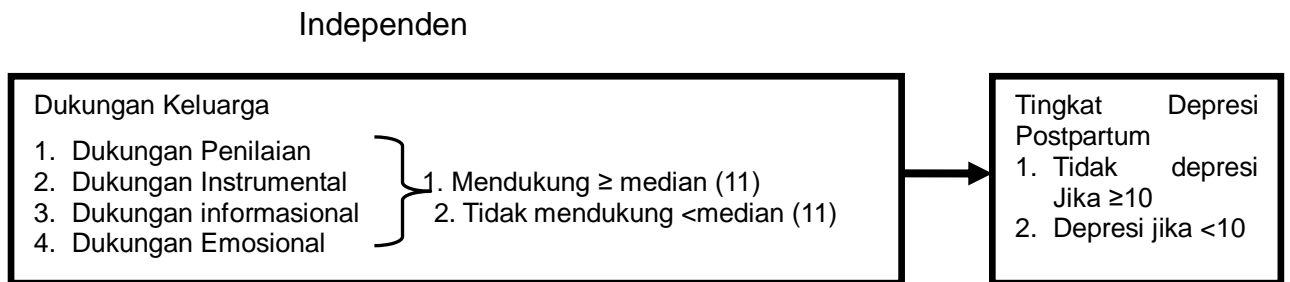 Independen
Dukungan Keluarga
1. Dukungan Penilaian
2. Dukungan Instrumental
3. Dukungan informasional
4. Dukungan Emosional
1. Mendukung ≥ median (11)
2. Tidak mendukung <median (11)
Tingkat Depresi
Postpartum
1. Tidak depresi
Jika ≥10
2. Depresi jika <10